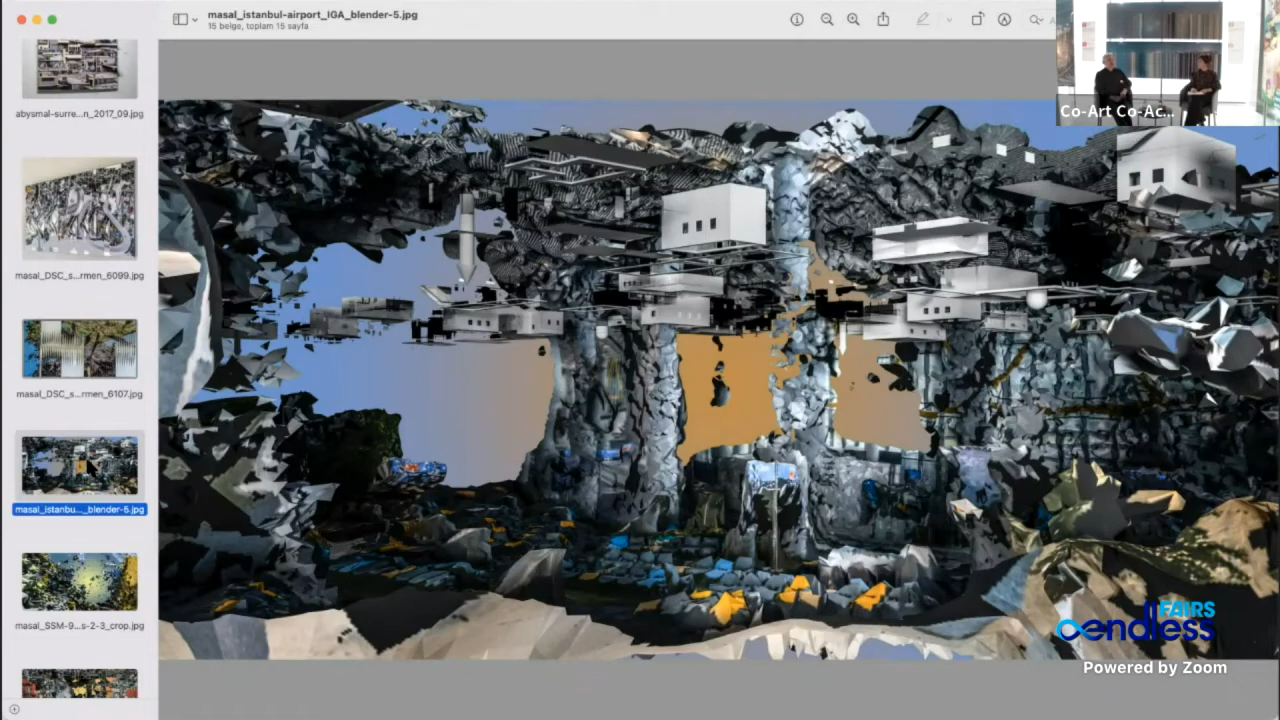 masal_istanbul-airport_IGA_blender-5.jpg
15 belge, toplam 15 sayfa
abysmal-surre...n_2017_09.jpg
masal_DSC_s...rmen_6099.jpg
masal_DSC_s...rmen_6107.jpg
masal_istanbu..._blender-5.jpg
masal_SSM-9...s-2-3_crop.jpg
Co-Art Co-Ac...
FAIRS
endless
Powered by Zoom